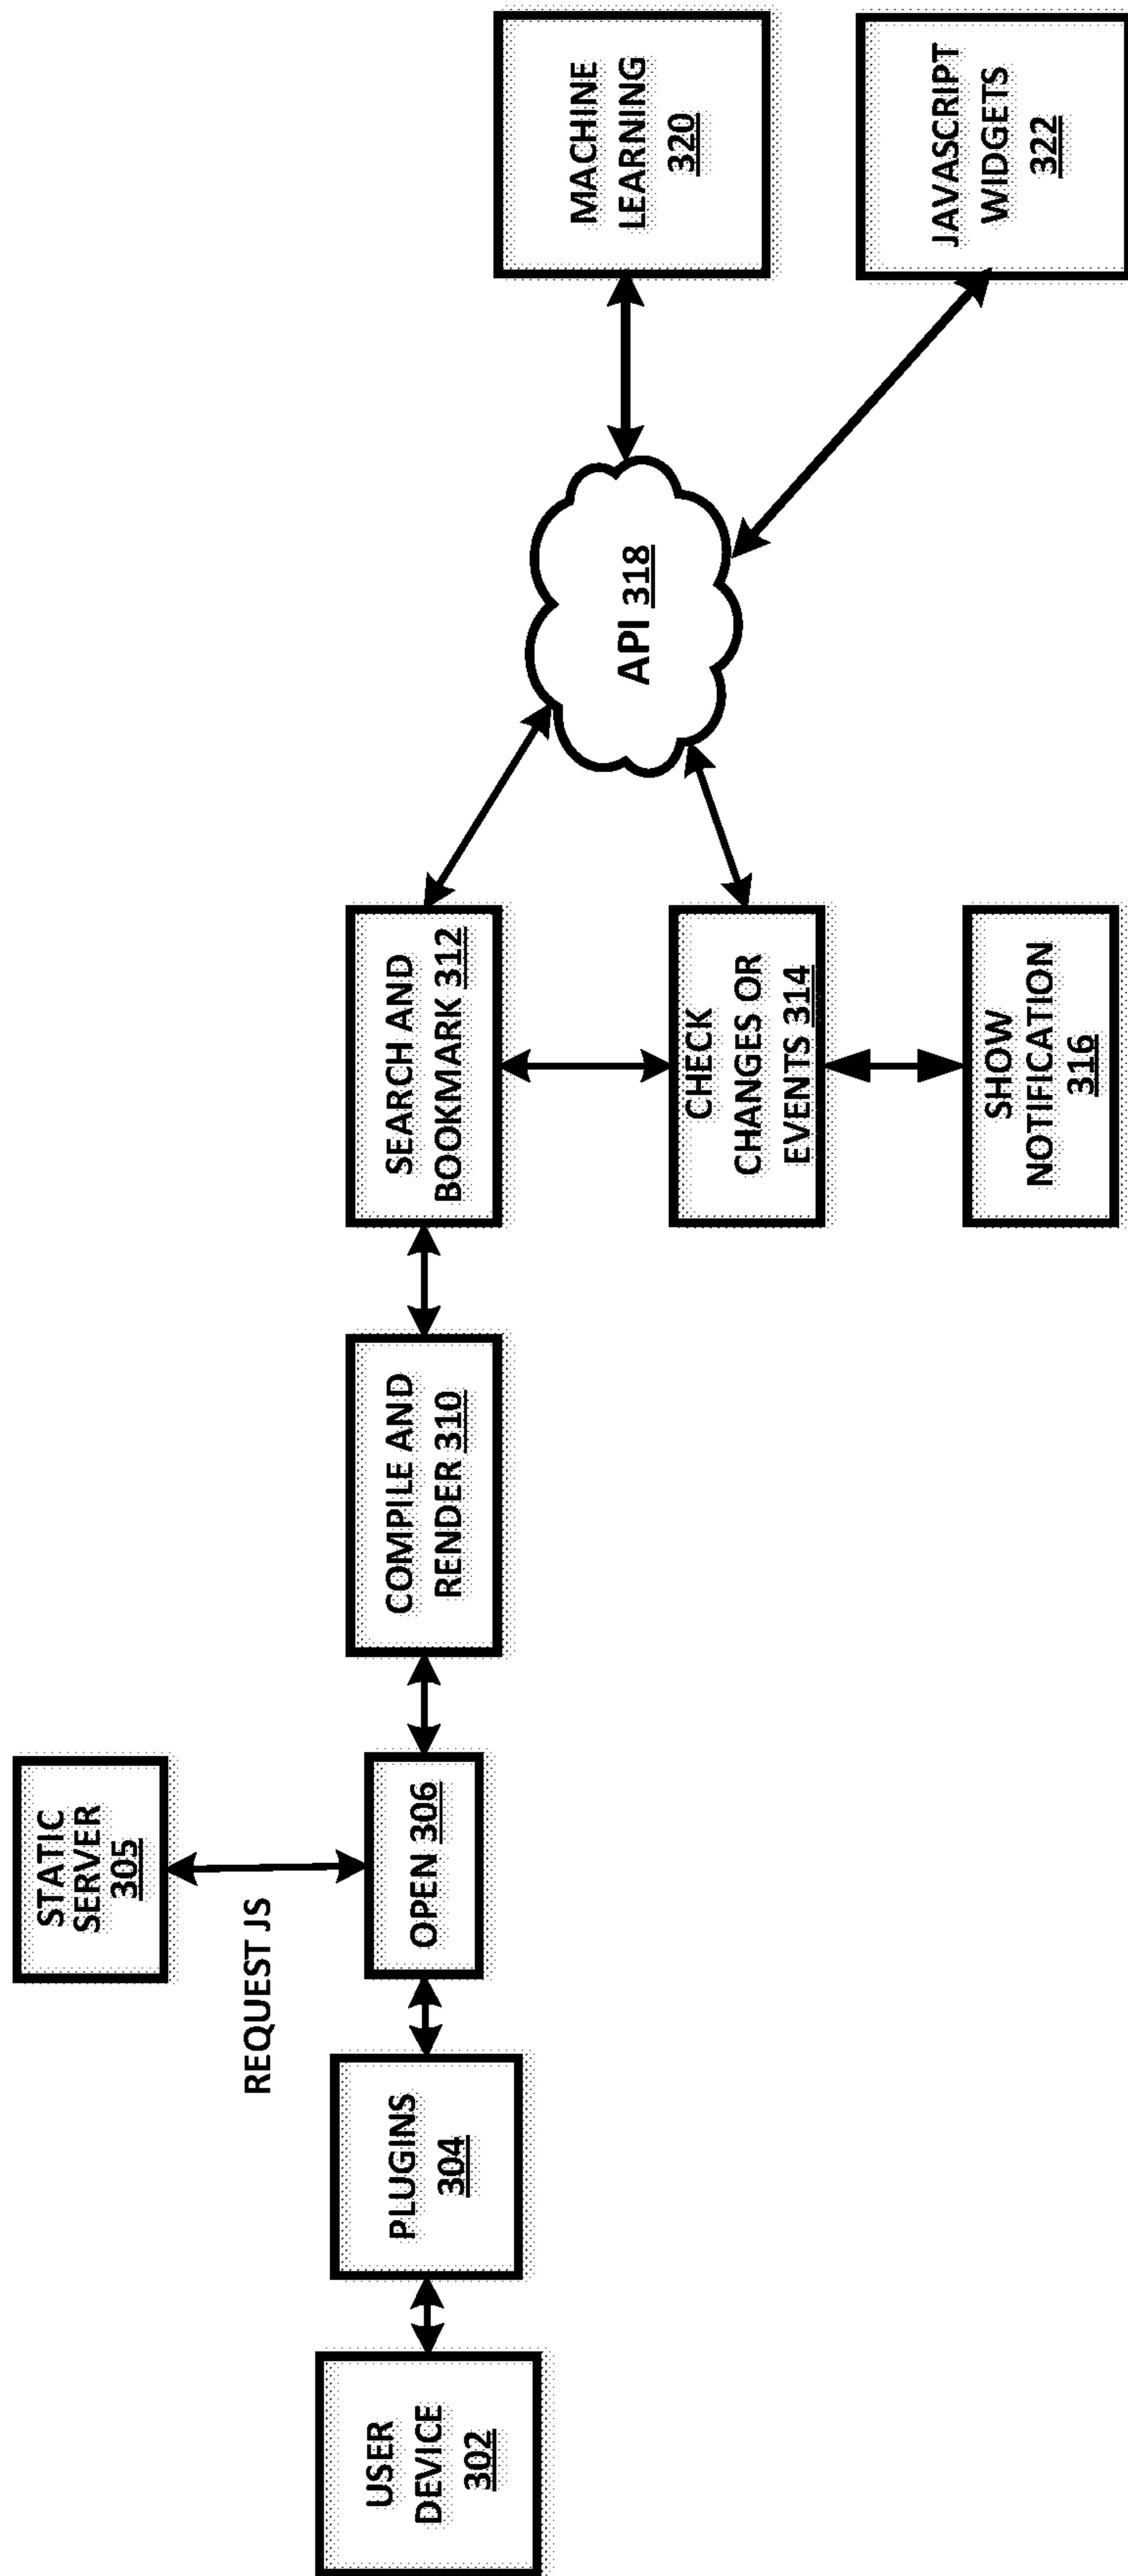 STATIC
SERVER
305
REQUEST JS
USER
DEVICE
302
PLUGINS
304
OPEN 306
COMPILE AND
RENDER 310
SEARCH AND
BOOKMARK 312
CHECK
CHANGES OR
EVENTS 314
SHOW
NOTIFICATION
316
API 318
MACHINE
LEARNING
320
JAVASCRIPT
WIDGETS
322